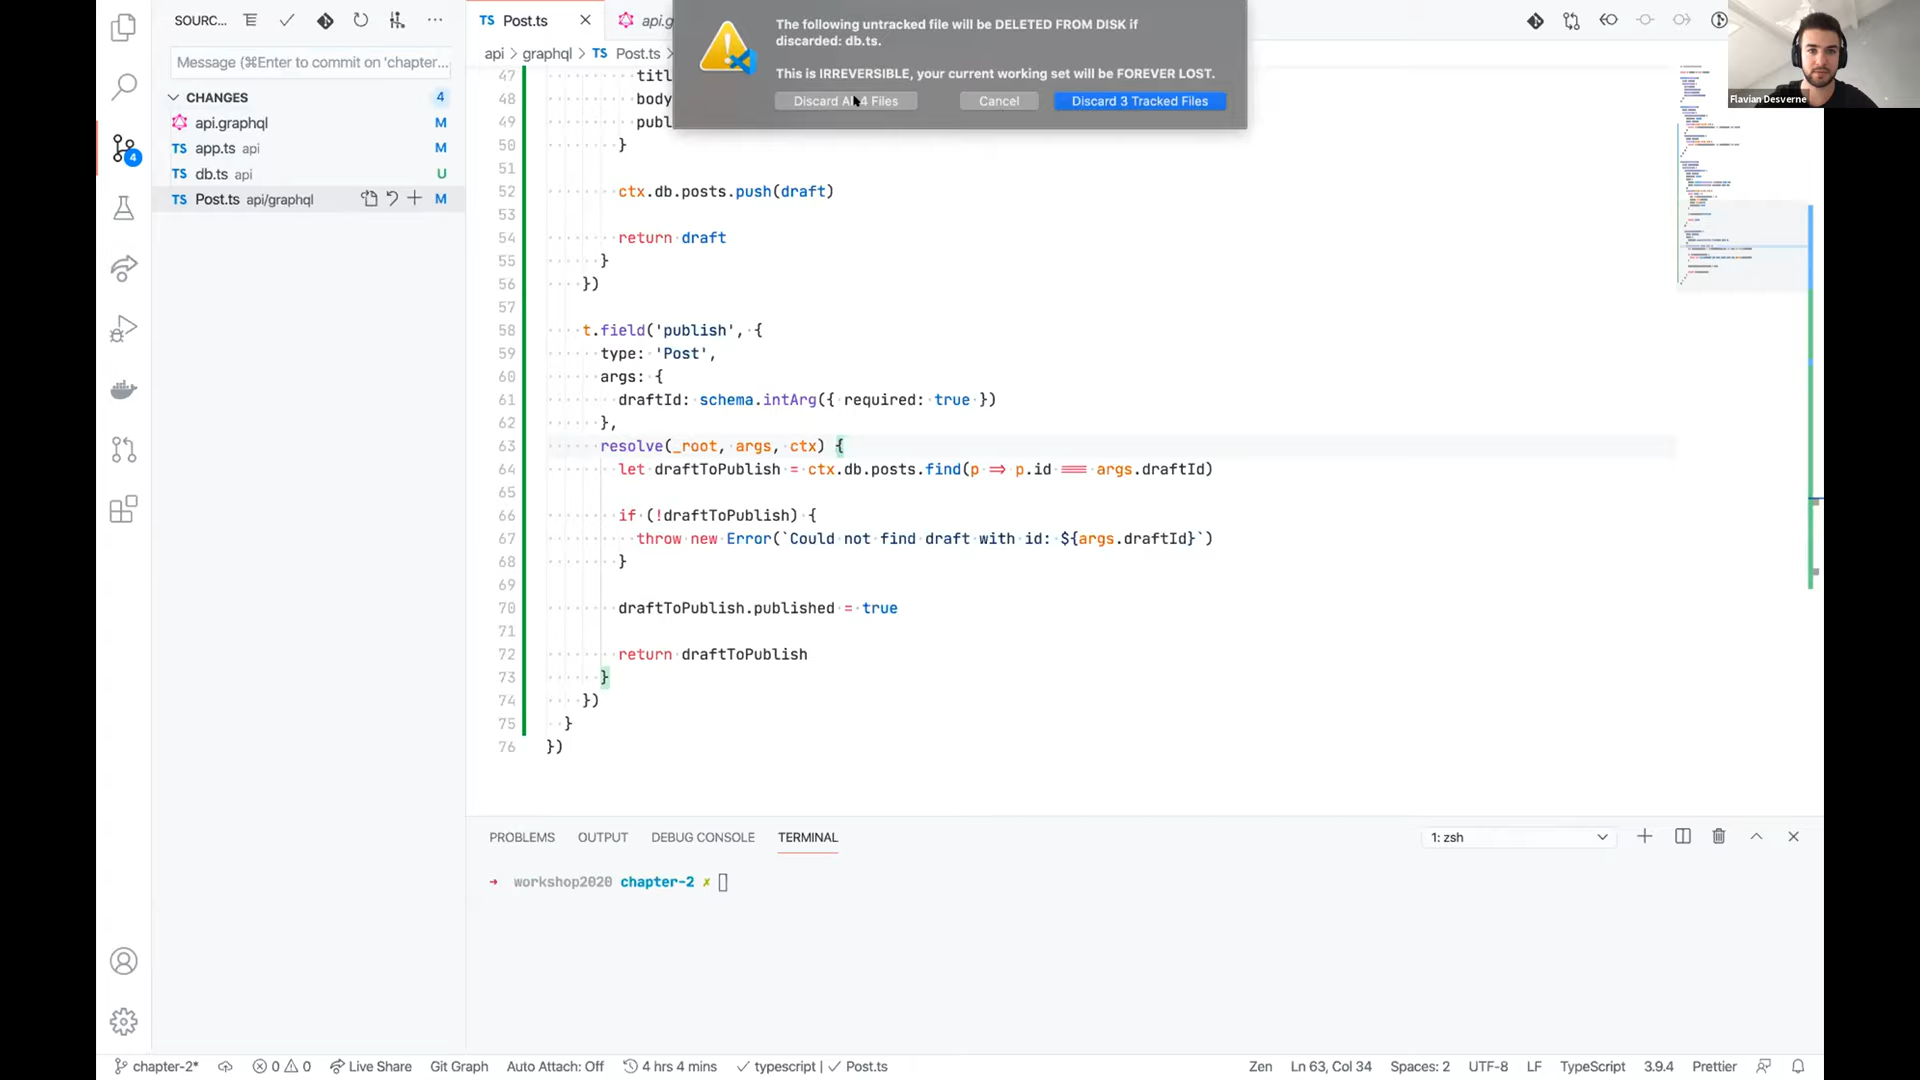 SOURC...
Message (⌘Enter to commit on 'chapter...
CHANGES 4
api.graphql M
TS app.ts api M
TS db.ts api U
TS Post.ts api/graphql M
4
TS Post.ts
api.g
api > graphql > TS Post.ts >
The following untracked file will be DELETED FROM DISK if
discarded: db.ts.
This is IRREVERSIBLE, your current working set will be FOREVER LOST.
Discard All 4 Files Cancel Discard 3 Tracked Files
Flavian Desverne
47 titl
48 body
49 publ
50 }
51
52 ctx.db.posts.push(draft)
53
54 return draft
55 }
56 })
57
58 t.field('publish', {
59 type: 'Post',
60 args: {
61 draftId: schema.intArg({ required: true })
62 },
63 resolve(_root, args, ctx) {
64 let draftToPublish = ctx.db.posts.find(p => p.id === args.draftId)
65
66 if (!draftToPublish) {
67 throw new Error(`Could not find draft with id: ${args.draftId}`)
68 }
69
70 draftToPublish.published = true
71
72 return draftToPublish
73 }
74 })
75 }
76 })
PROBLEMS OUTPUT DEBUG CONSOLE TERMINAL 1: zsh
→ workshop2020 chapter-2 ✗
chapter-2* 0 0 Live Share Git Graph Auto Attach: Off 4 hrs 4 mins ✓ typescript | ✓ Post.ts Zen Ln 63, Col 34 Spaces: 2 UTF-8 LF TypeScript 3.9.4 Prettier